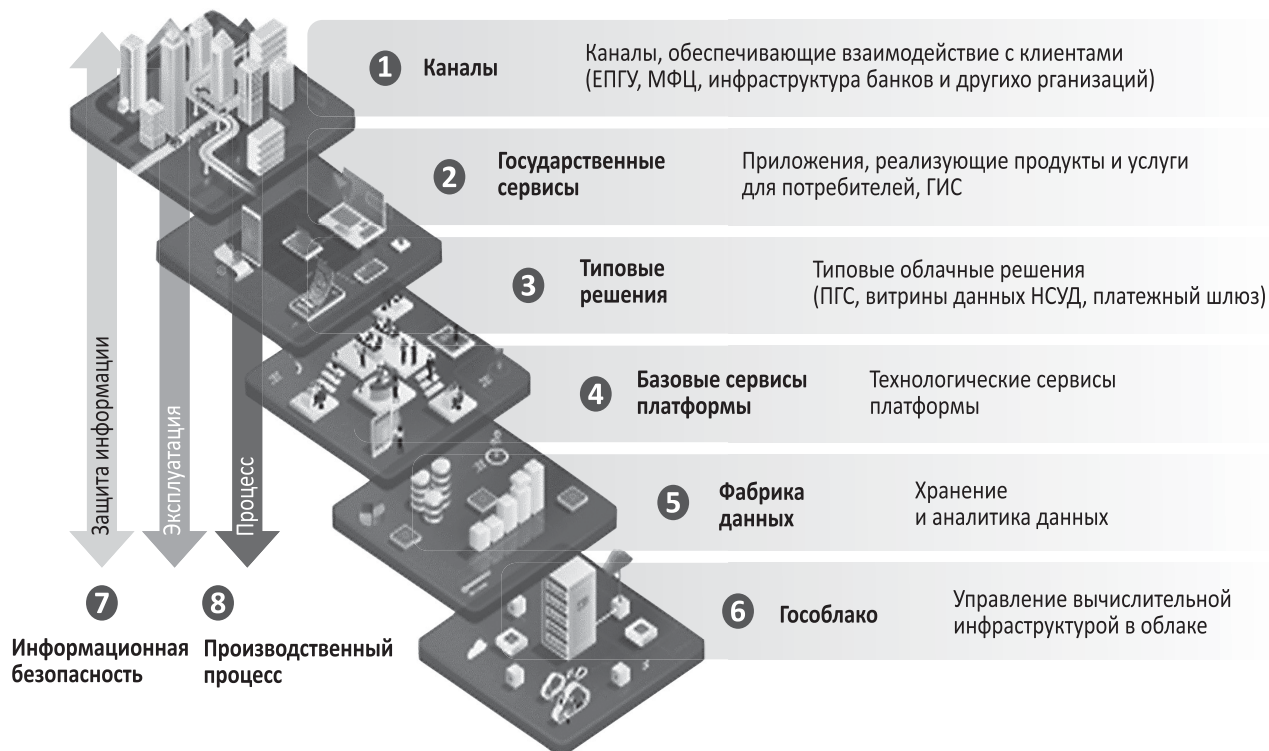 1 Каналы
Каналы, обеспечивающие взаимодействие с клиентами
(ЕПГУ, МФЦ, инфраструктура банков и другихо рганизаций)
2 Государственные
сервисы
Приложения, реализующие продукты и услуги
для потребителей, ГИС
3 Типовые
решения
Типовые облачные решения
(ПГС, витрины данных НСУД, платежный шлюз)
4 Базовые сервисы
платформы
Технологические сервисы
платформы
5 Фабрика
данных
Хранение
и аналитика данных
6 Гособлако
Управление вычислительной
инфраструктурой в облаке
Защита информации
Эксплуатация
Процесс
7
Информационная
безопасность
8
Производственный
процесс